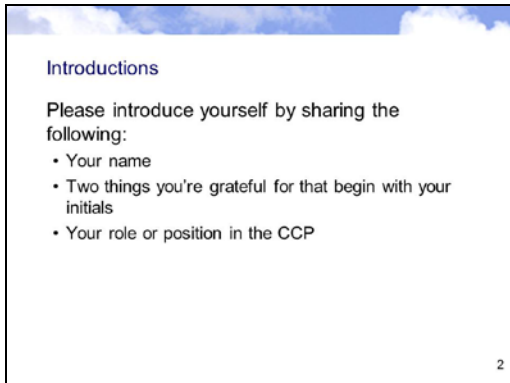 Introductions
Please introduce yourself by sharing the
following:
• Your name
• Two things you're grateful for that begin with your
initials
• Your role or position in the CCP
2